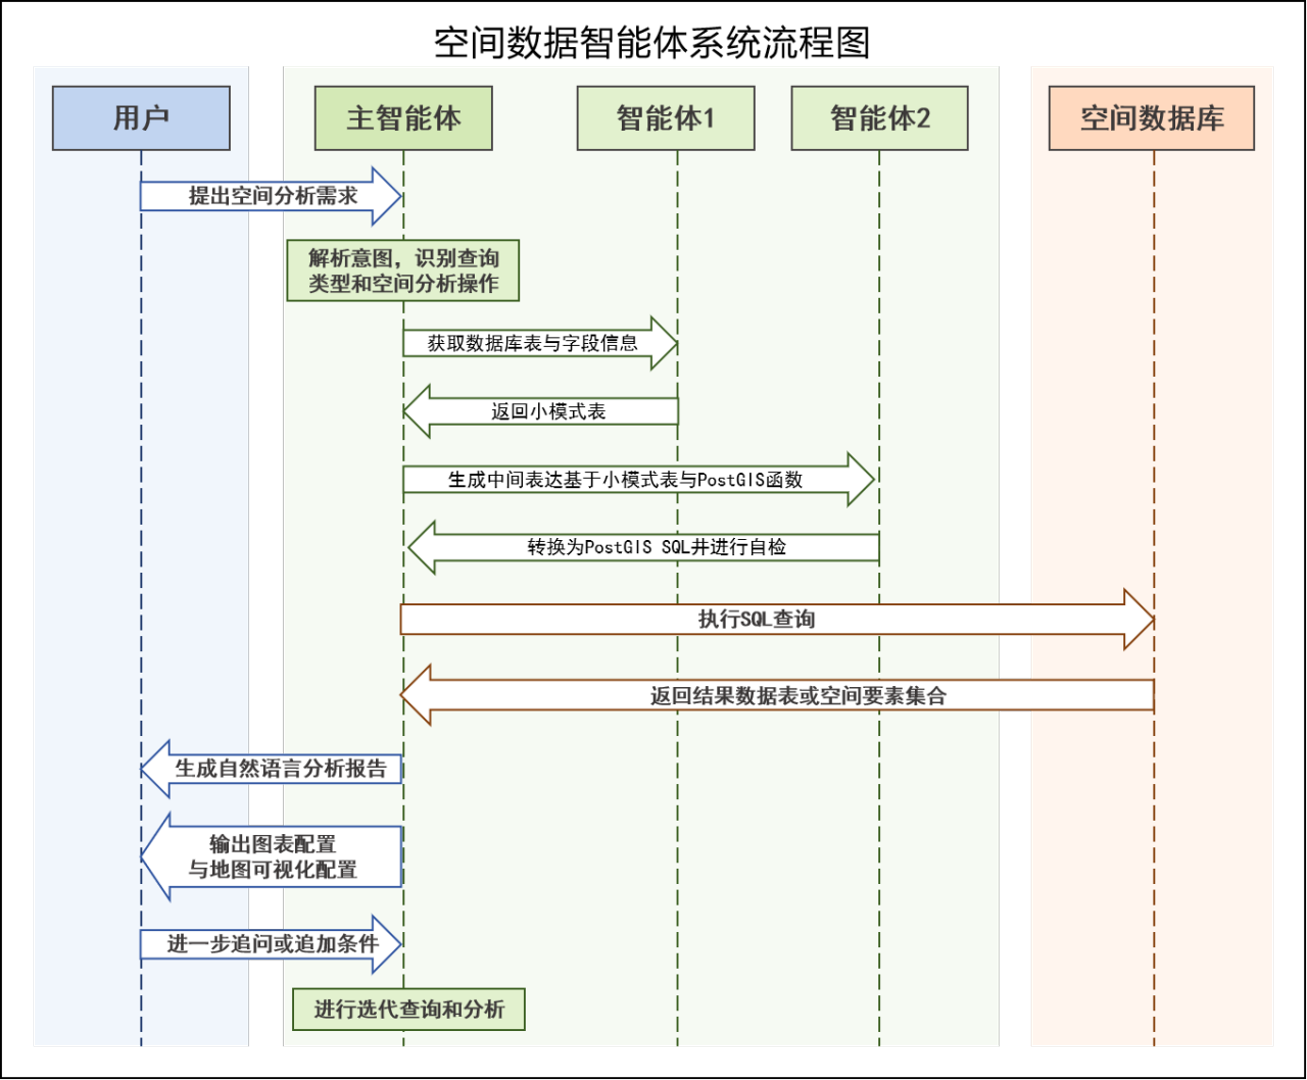 空间数据智能体系统流程图
用户
主智能体
智能体1
智能体2
空间数据库
提出空间分析需求
解析意图，识别查询
类型和空间分析操作
获取数据库表与字段信息
返回小模式表
生成中间表达基于小模式表与PostGIS函数
转换为PostGIS SQL井进行自检
执行SQL查询
返回结果数据表或空间要素集合
生成自然语言分析报告
输出图表配置
与地图可视化配置
进一步追问或追加条件
进行选代查询和分析